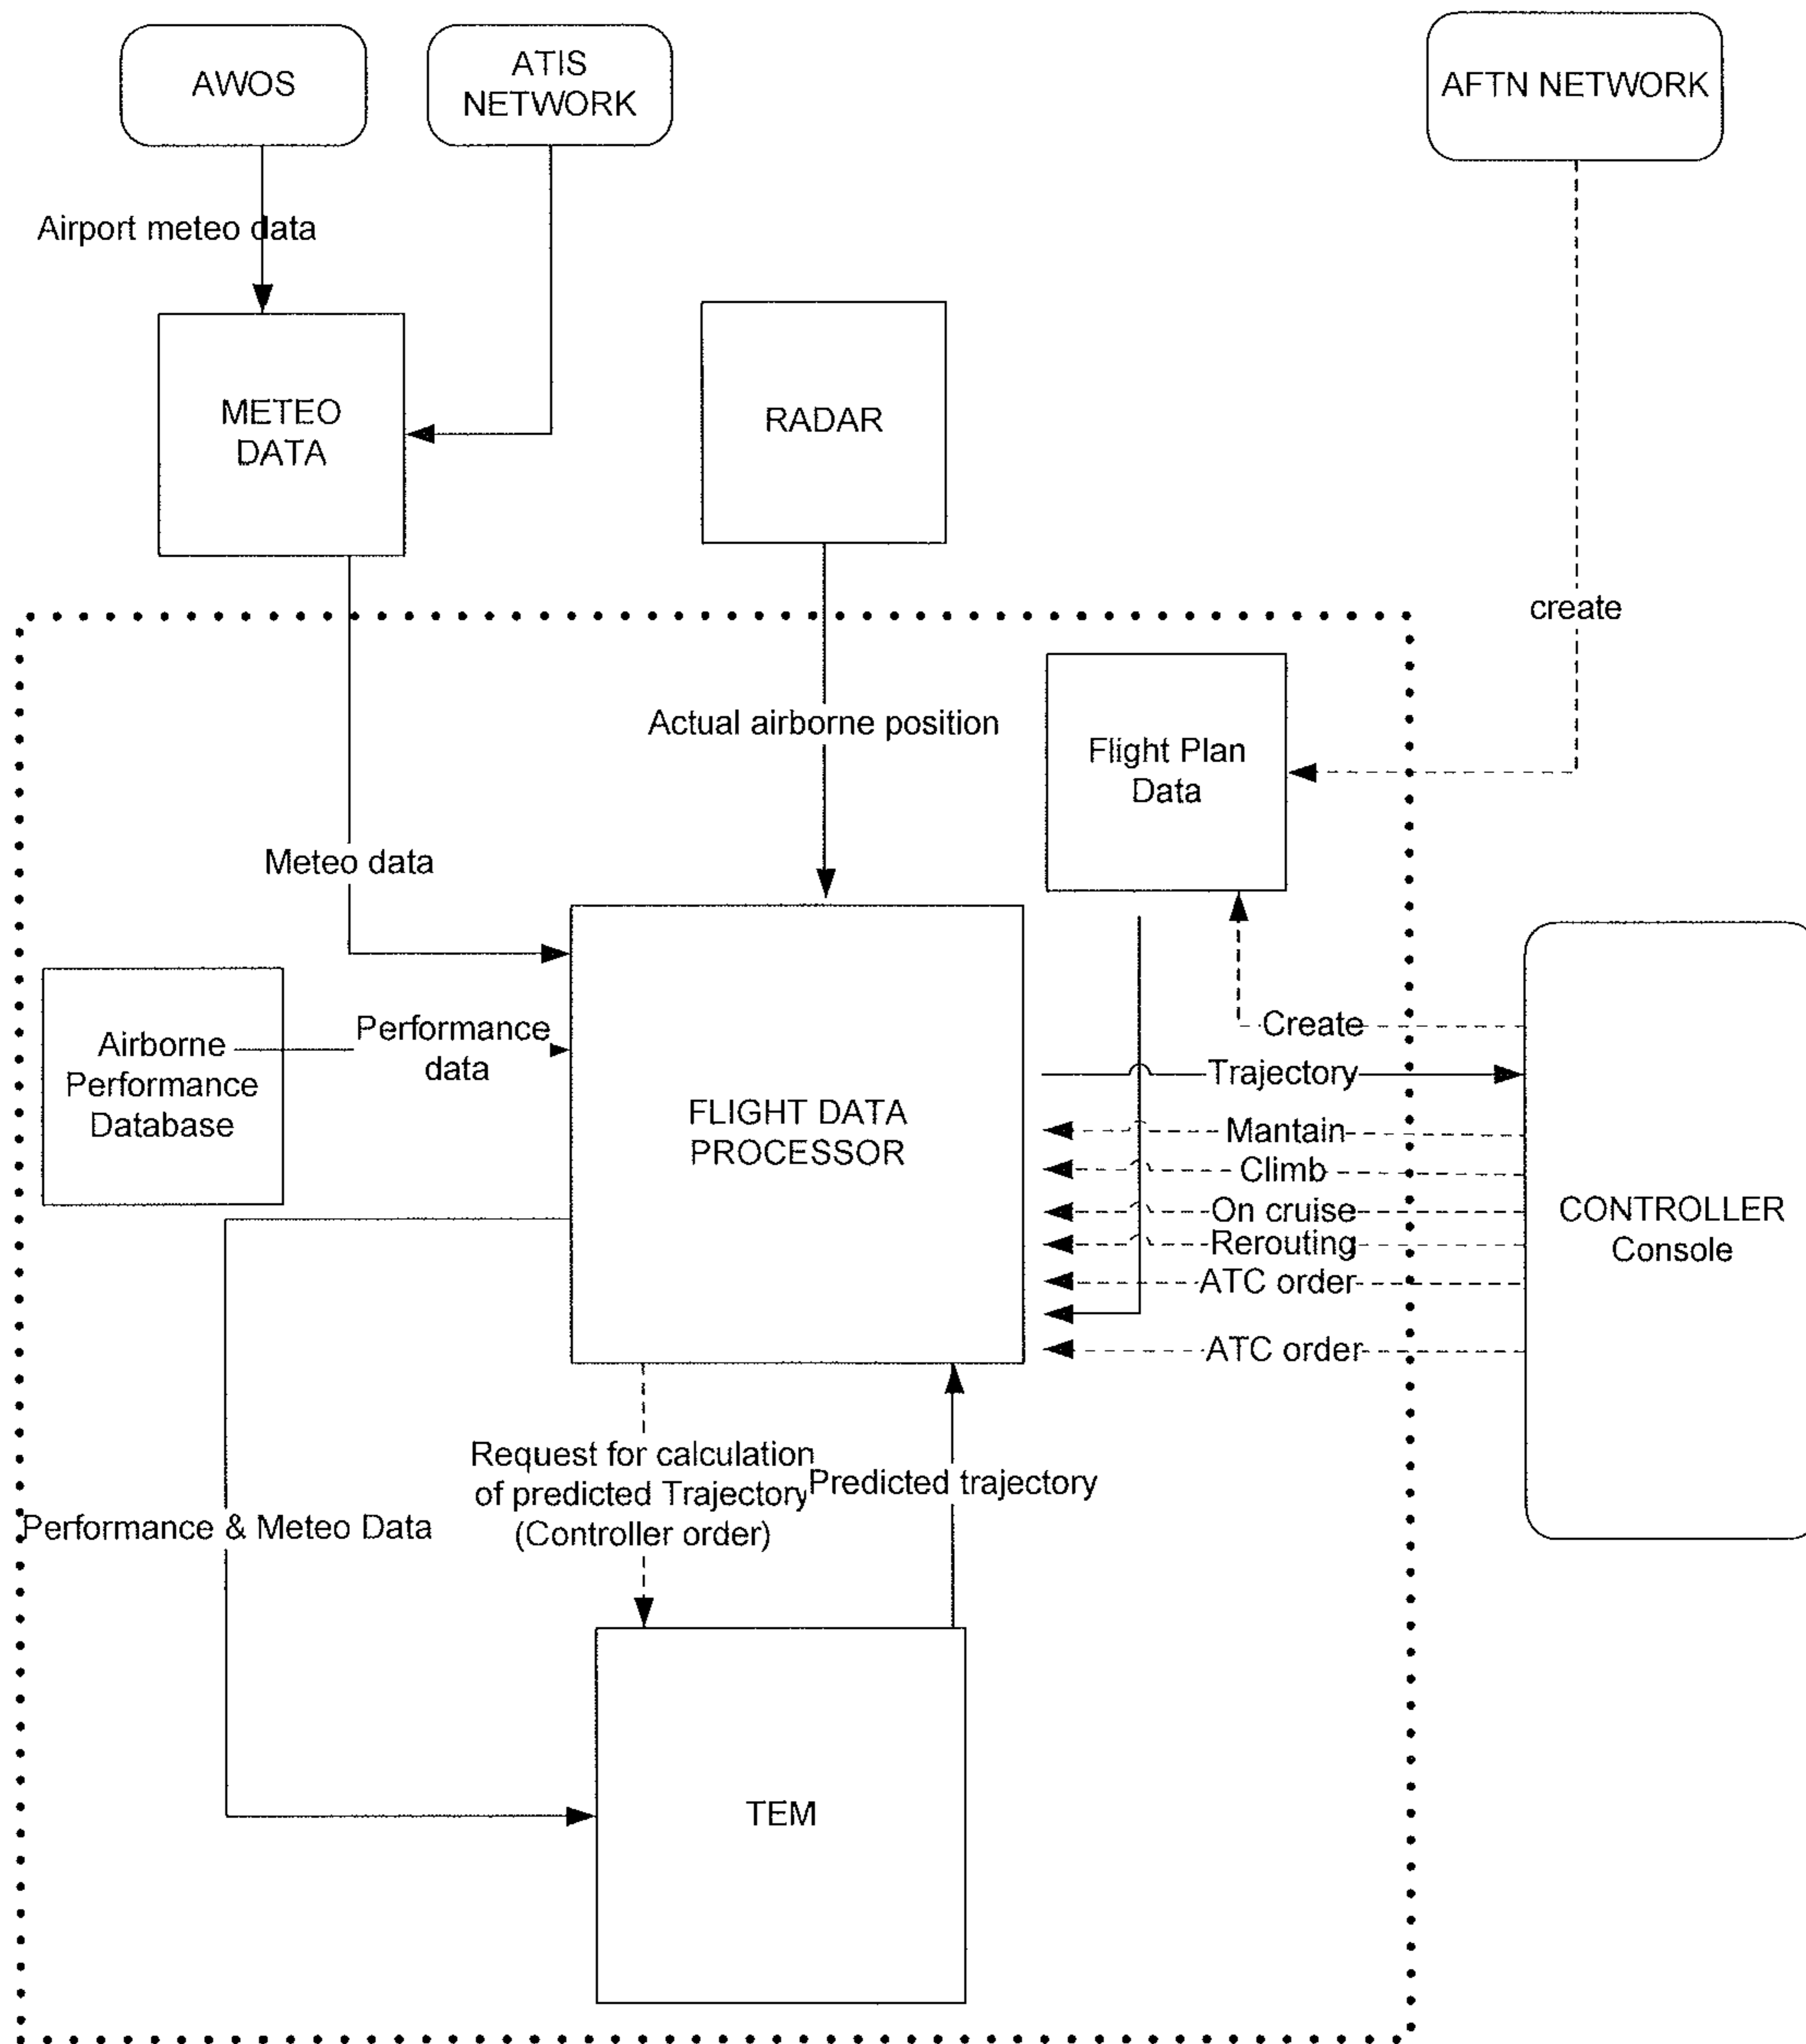 AWOS
ATIS
NETWORK
AFTN NETWORK
Airport meteo data
METEO
DATA
RADAR
create
Actual airborne position
Flight Plan
Data
Meteo data
Airborne
Performance
Database
Performance
data
FLIGHT DATA
PROCESSOR
Create
Trajectory
Mantain
Climb
On cruise
Rerouting
ATC order
ATC order
CONTROLLER
Console
Request for calculation
of predicted Trajectory
(Controller order)
Predicted trajectory
Performance & Meteo Data
TEM